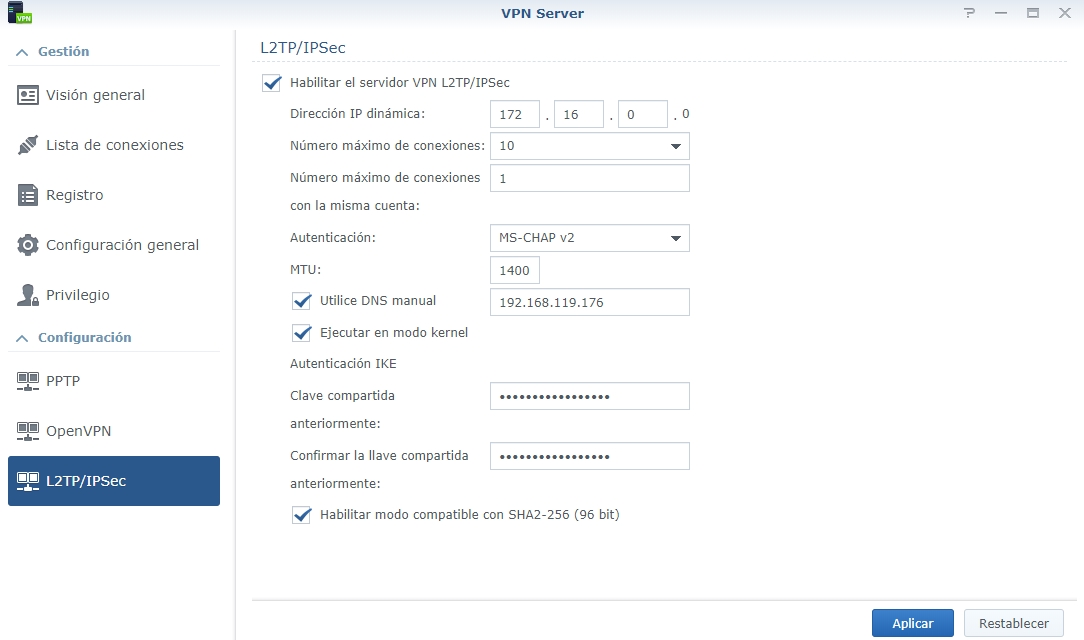 VPN
VPN Server
Gestión
Visión general
Lista de conexiones
Registro
Configuración general
Privilegio
Configuración
PPTP
OpenVPN
L2TP/IPSec
L2TP/IPSec
Habilitar el servidor VPN L2TP/IPSec
Dirección IP dinámica: 172 . 16 . 0 . 0
Número máximo de conexiones: 10
Número máximo de conexiones 1
con la misma cuenta:
Autenticación: MS-CHAP v2
MTU: 1400
Utilice DNS manual 192.168.119.176
Ejecutar en modo kernel
Autenticación IKE
Clave compartida •••••••••••••••••
anteriormente:
Confirmar la llave compartida •••••••••••••••••
anteriormente:
Habilitar modo compatible con SHA2-256 (96 bit)
Aplicar Restablecer